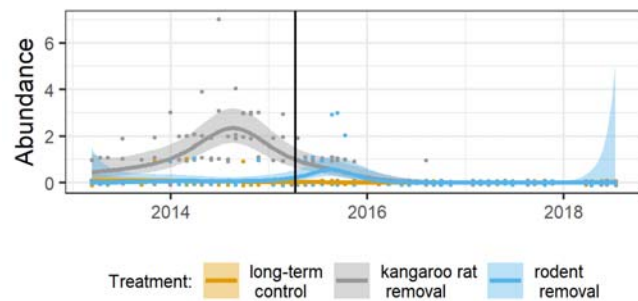 Abundance
6
4
2
0
2014 2016 2018
Treatment: long-term control kangaroo rat removal rodent removal